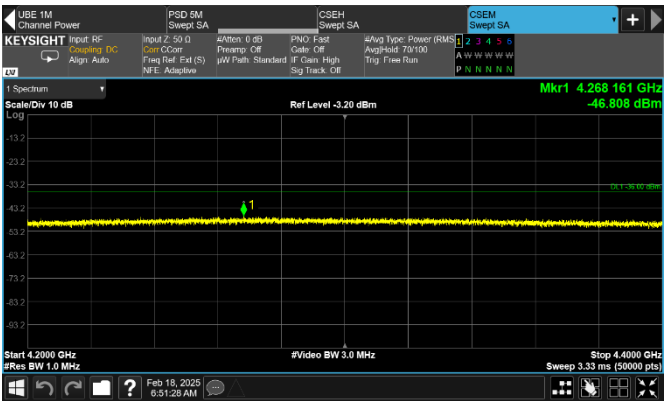 UBE 1M
Channel Power
PSD 5M
Swept SA
CSEH
Swept SA
CSEM
Swept SA
KEYSIGHT
Input: RF
Coupling: DC
Align: Auto
Input Z: 50 Ω
Corr CCorr
Freq Ref: Ext (S)
NFE: Adaptive
#Atten: 0 dB
Preamp: Off
µW Path: Standard
PNO: Fast
Gate: Off
IF Gain: High
Sig Track: Off
#Avg Type: Power (RMS)
Avg|Hold: 70/100
Trig: Free Run
1 2 3 4 5 6
A W W W W W
P N N N N N
LXI
1 Spectrum
Scale/Div 10 dB
Ref Level -3.20 dBm
Mkr1 4.268 161 GHz
-46.808 dBm
Log
-13.2
-23.2
-33.2
DL1 -36.00 dBm
-43.2
1
-53.2
-63.2
-73.2
-83.2
-93.2
Start 4.2000 GHz
#Video BW 3.0 MHz
Stop 4.4000 GHz
#Res BW 1.0 MHz
Sweep 3.33 ms (50000 pts)
Feb 18, 2025
6:51:28 AM